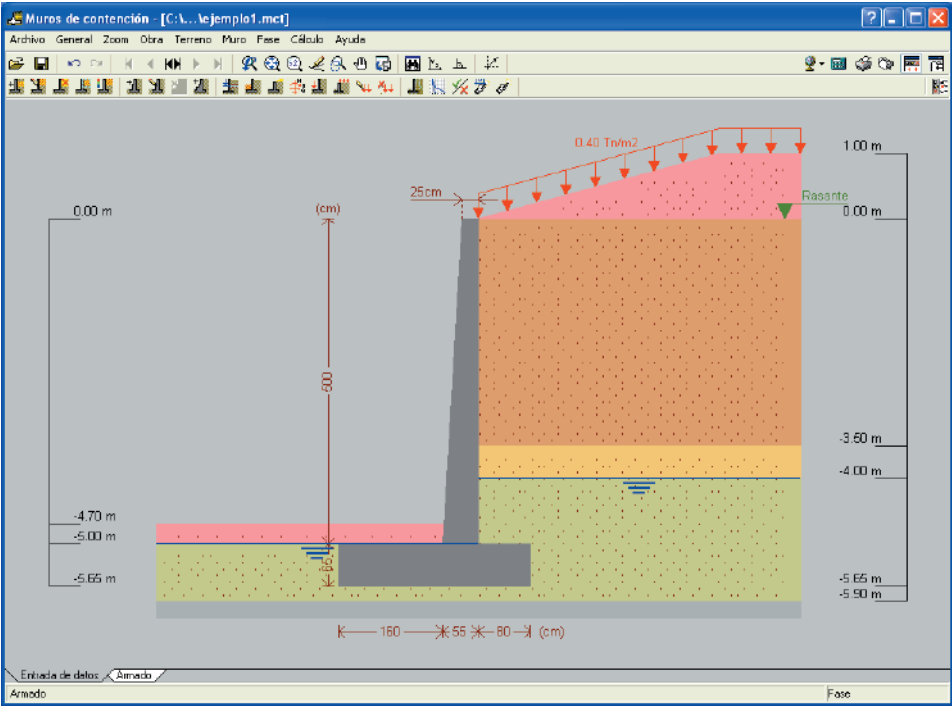 Muros de contención - [C:\...\ejemplo1.mct]
Archivo General Zoom Obra Terreno Muro Fase Cálculo Ayuda
0.40 Tn/m2
1.00 m
25cm
Rasante
0.00 m
(cm)
0.00 m
500
-3.50 m
-4.00 m
-4.70 m
-5.00 m
65
-5.65 m
-5.65 m
-5.90 m
160 55 80 (cm)
Entrada de datos Armado
Armado Fase